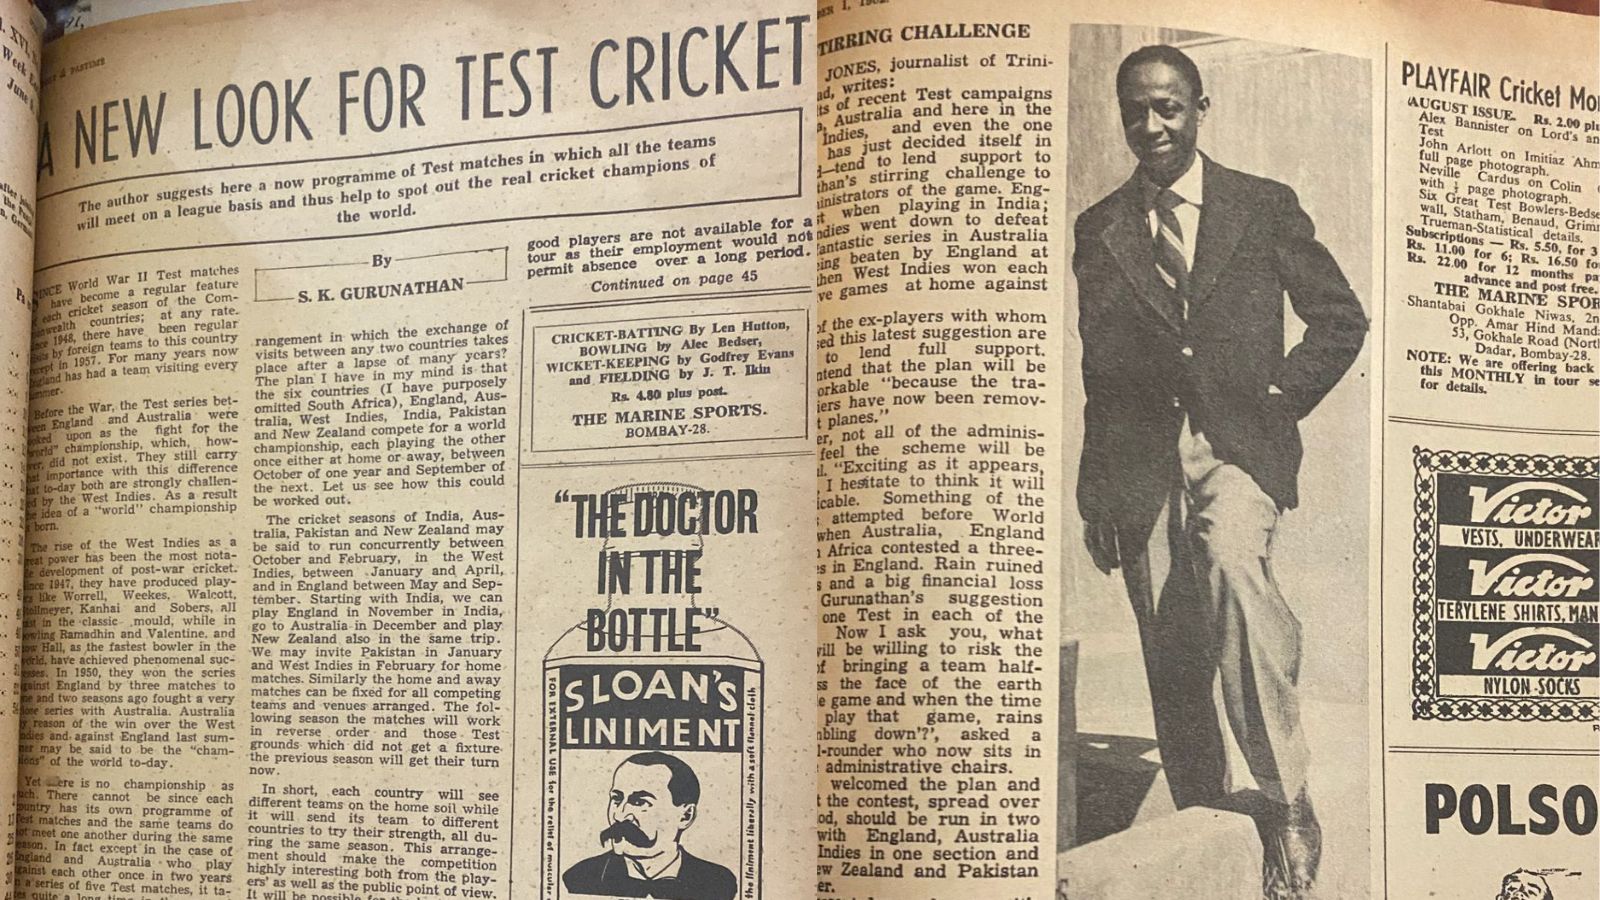 A NEW LOOK FOR TEST CRICKET
The author suggests here a now programme of Test matches in which all the teams
will meet on a league basis and thus help to spot out the real cricket champions of
the world.
World War II Test matches
have become a regular feature
each cricket season of the Com-
countries; at any rate.
1948, there have been regular
by foreign teams to this country
in 1957. For many years now
has had a team visiting every
Before the War, the Test series bet-
England and Australia were
upon as the fight for the
championship, which, how-
did not exist. They still carry
importance with this difference
to-day both are strongly challen-
by the West Indies. As a result
idea of a "world" championship
born.
The rise of the West Indies as a
power has been the most nota-
development of post-war cricket.
1947, they have produced play-
like Worrell, Weekes, Walcott,
Kanhai and Sobers, all
in the classic mould, while in
Ramadhin and Valentine, and
Hall, as the fastest bowler in the
have achieved phenomenal suc-
In 1950, they won the series
England by three matches to
and two seasons ago fought a very
series with Australia. Australia
reason of the win over the West
and against England last sum-
may be said to be the "cham-
of the world to-day.
Yet there is no championship as
There cannot be since each
country has its own programme of
matches and the same teams do
meet one another during the same
In fact except in the case of
England and Australia who play
each other once in two years
a series of five Test matches, it ta-
quite a long time
By
S. K. GURUNATHAN
rangement in which the exchange of
visits between any two countries takes
place after a lapse of many years?
The plan I have in my mind is that
the six countries (I have purposely
omitted South Africa), England, Aus-
tralia, West Indies, India, Pakistan
and New Zealand compete for a world
championship, each playing the other
once either at home or away, between
October of one year and September of
the next. Let us see how this could
be worked out.
The cricket seasons of India, Aus-
tralia, Pakistan and New Zealand may
be said to run concurrently between
October and February, in the West
Indies, between January and April,
and in England between May and Sep-
tember. Starting with India, we can
play England in November in India,
go to Australia in December and play
New Zealand also in the same trip.
We may invite Pakistan in January
and West Indies in February for home
matches. Similarly the home and away
matches can be fixed for all competing
teams and venues arranged. The fol-
lowing season the matches will work
in reverse order and those Test
grounds which did not get a fixture
the previous season will get their turn
now.
In short, each country will see
different teams on the home soil while
it will send its team to different
countries to try their strength, all du-
ring the same season. This arrange-
ment should make the competition
highly interesting both from the play-
ers' as well as the public point of view.
It will be possible for the
good players are not available for a
tour as their employment would not
permit absence over a long period.
Continued on page 45
CRICKET-BATTING By Len Hutton,
BOWLING by Alec Bedser,
WICKET-KEEPING by Godfrey Evans
and FIELDING by J. T. Ikin
Rs. 4.80 plus post.
THE MARINE SPORTS.
BOMBAY-28.
"THE DOCTOR
IN THE
BOTTLE"
SLOAN'S
LINIMENT
FOR EXTERNAL USE for the relief of muscular
the liniment liberally with a soft flannel cloth
TIRRING CHALLENGE
JONES, journalist of Trini-
writes:
of recent Test campaigns
Australia and here in the
Indies, and even the one
has just decided itself in
tend to lend support to
stirring challenge to
of the game. Eng-
when playing in India;
went down to defeat
series in Australia
beaten by England at
West Indies won each
games at home against
of the ex-players with whom
this latest suggestion are
to lend full support.
that the plan will be
"because the tra-
have now been remov-
planes."
not all of the adminis-
feel the scheme will be
"Exciting as it appears,
I hesitate to think it will
Something of the
attempted before World
when Australia, England
Africa contested a three-
in England. Rain ruined
and a big financial loss
Gurunathan's suggestion
one Test in each of the
Now I ask you, what
will be willing to risk the
of bringing a team half-
the face of the earth
game and when the time
play that game, rains
down'?', asked a
who now sits in
administrative chairs.
welcomed the plan and
the contest, spread over
should be run in two
with England, Australia
Indies in one section and
New Zealand and Pakistan
PLAYFAIR Cricket
AUGUST ISSUE. Rs. 2.00
Alex Bannister on Lord's
Test
John Arlott on Imitiaz
full page photograph.
Neville Cardus on Colin
with page photograph.
Six Great Test Bowlers-
Statham, Benaud,
Trueman-Statistical details.
Subscriptions — Rs. 5.50, for 3
Rs. 11.00 for 6; Rs. 16.50
Rs. 22.00 for 12 months
advance and post free.
THE MARINE
Shantabai Gokhale Niwas,
Opp. Amar Hind
53, Gokhale Road
Dadar, Bombay-28.
NOTE: We are offering back
this MONTHLY in tour
for details.
Victor
VESTS, UNDERWEAR
Victor
TERYLENE SHIRTS,
Victor
NYLON SOCKS
POLSO